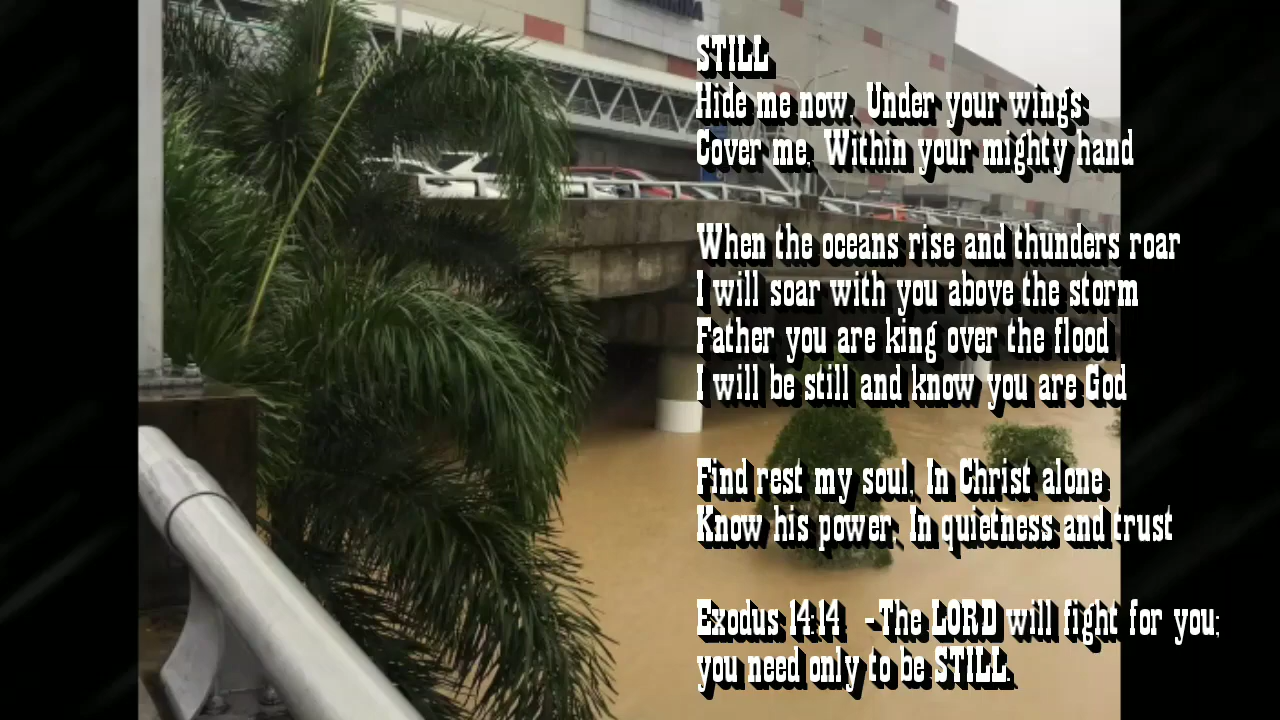 STILL
Hide me now, Under your wings
Cover me, Within your mighty hand
When the oceans rise and thunders roar
I will soar with you above the storm
Father you are king over the flood
I will be still and know you are God
Find rest my soul, In Christ alone
Know his power, In quietness and trust
Exodus 14:14 - The LORD will fight for you;
you need only to be STILL.